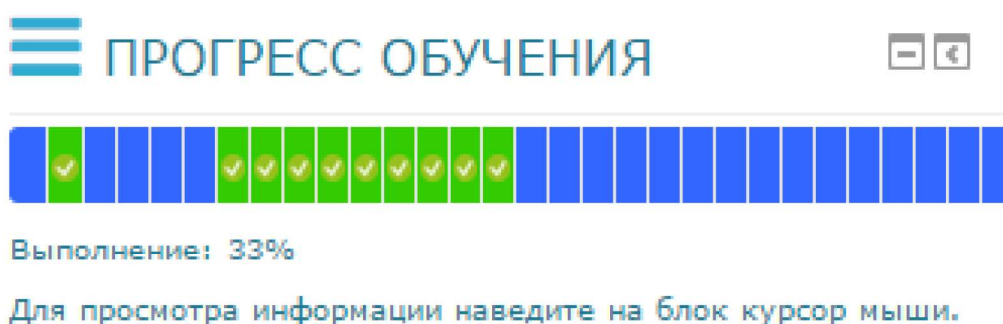 ПРОГРЕСС ОБУЧЕНИЯ
Выполнение: 33%
Для просмотра информации наведите на блок курсор мыши.